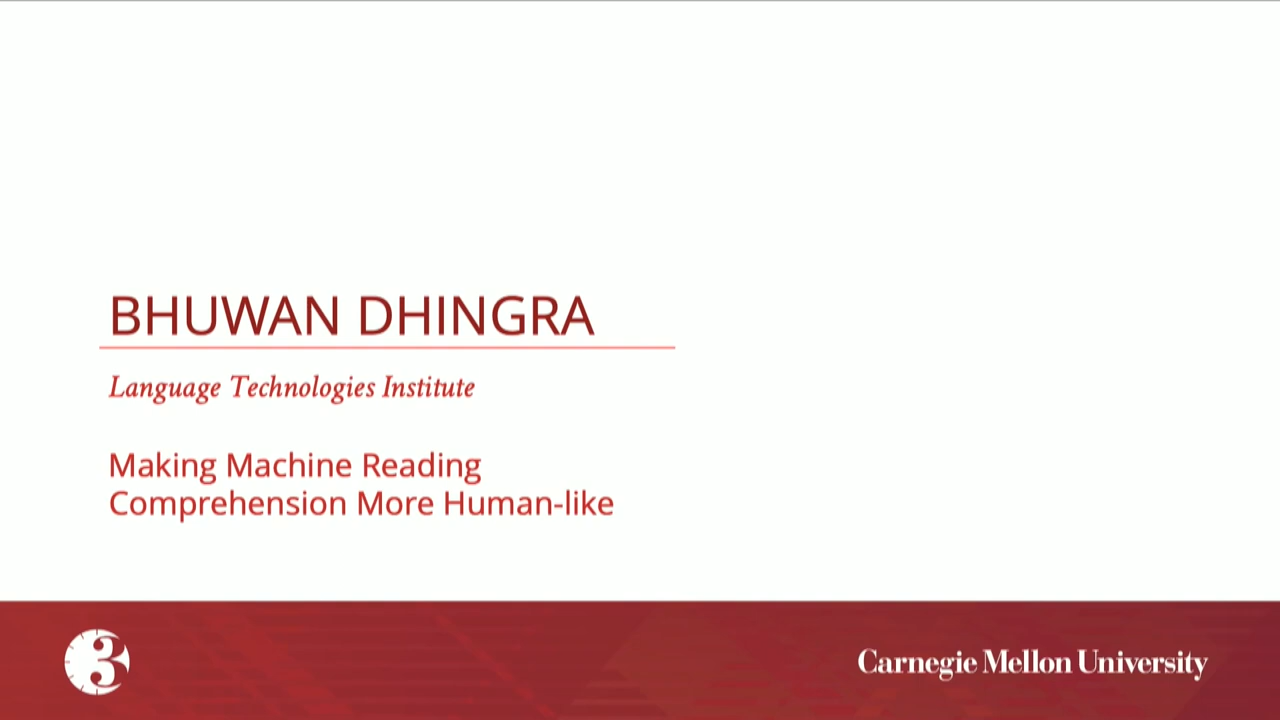 BHUWAN DHINGRA
Language Technologies Institute
Making Machine Reading
Comprehension More Human-like
3
Carnegie Mellon University